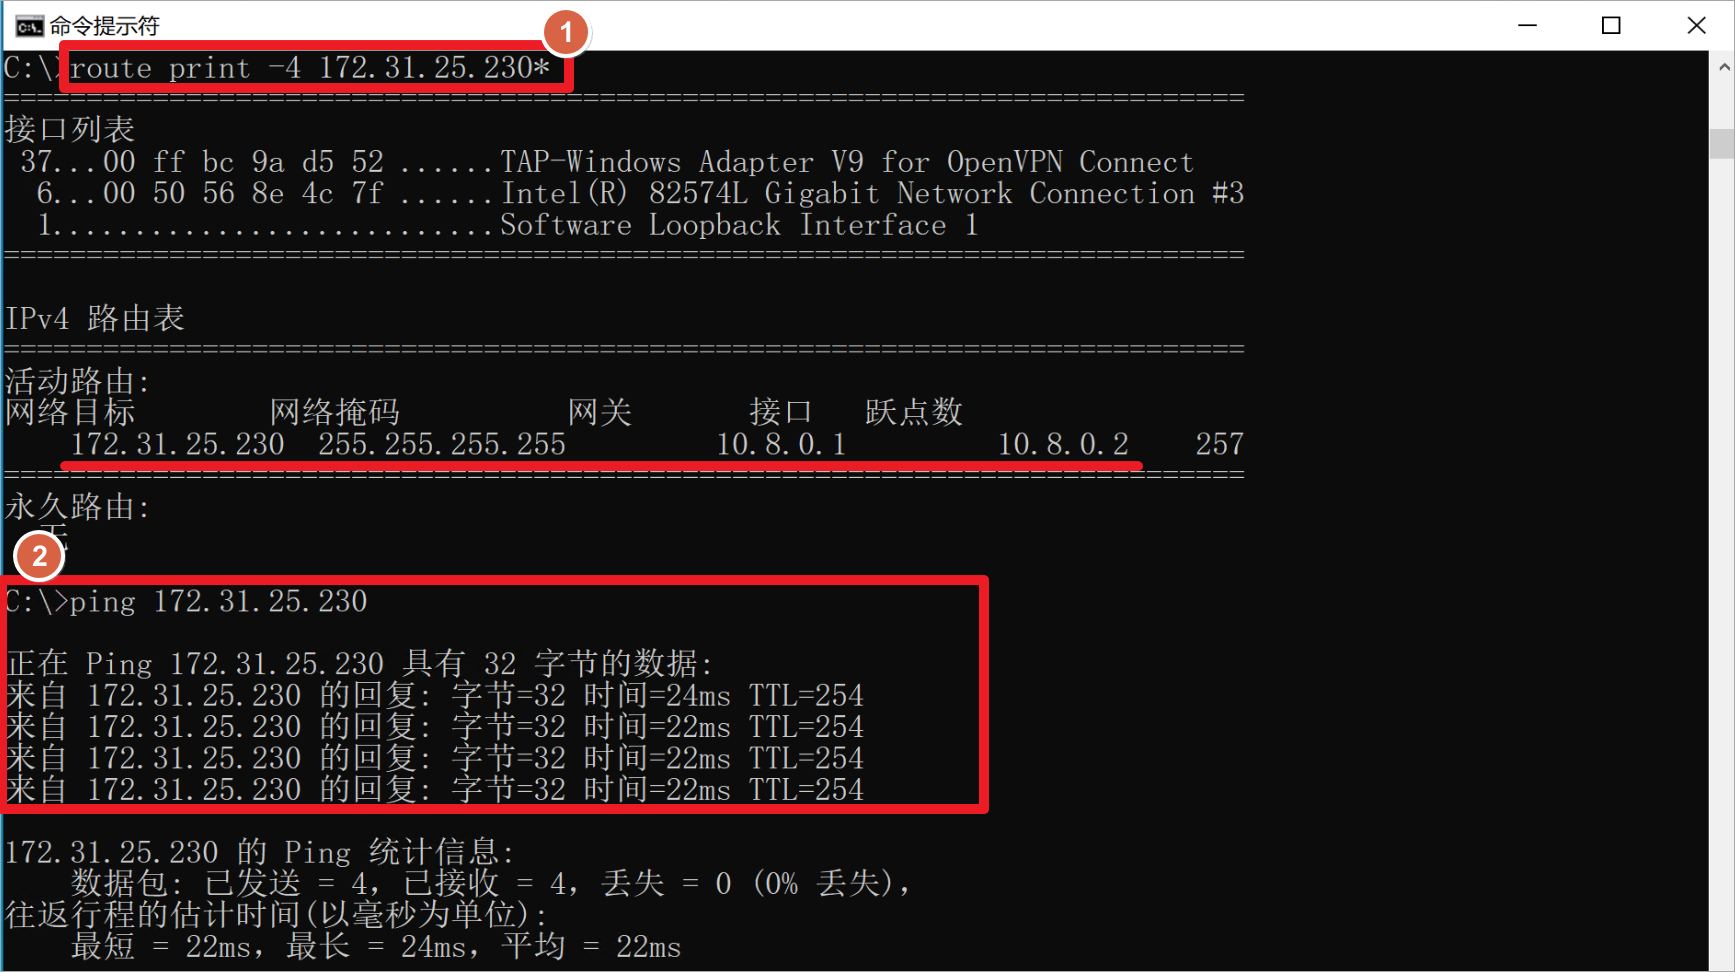 命令提示符
1
C:\>route print -4 172.31.25.230*
===========================================================================
接口列表
37...00 ff bc 9a d5 52 ......TAP-Windows Adapter V9 for OpenVPN Connect
6...00 50 56 8e 4c 7f ......Intel(R) 82574L Gigabit Network Connection #3
1...........................Software Loopback Interface 1
===========================================================================
IPv4 路由表
===========================================================================
活动路由:
网络目标 网络掩码 网关 接口 跃点数
172.31.25.230 255.255.255.255 10.8.0.1 10.8.0.2 257
===========================================================================
永久路由:
无
2
C:\>ping 172.31.25.230
正在 Ping 172.31.25.230 具有 32 字节的数据:
来自 172.31.25.230 的回复: 字节=32 时间=24ms TTL=254
来自 172.31.25.230 的回复: 字节=32 时间=22ms TTL=254
来自 172.31.25.230 的回复: 字节=32 时间=22ms TTL=254
来自 172.31.25.230 的回复: 字节=32 时间=22ms TTL=254
172.31.25.230 的 Ping 统计信息:
数据包: 已发送 = 4，已接收 = 4，丢失 = 0 (0% 丢失)，
往返行程的估计时间(以毫秒为单位):
最短 = 22ms，最长 = 24ms，平均 = 22ms